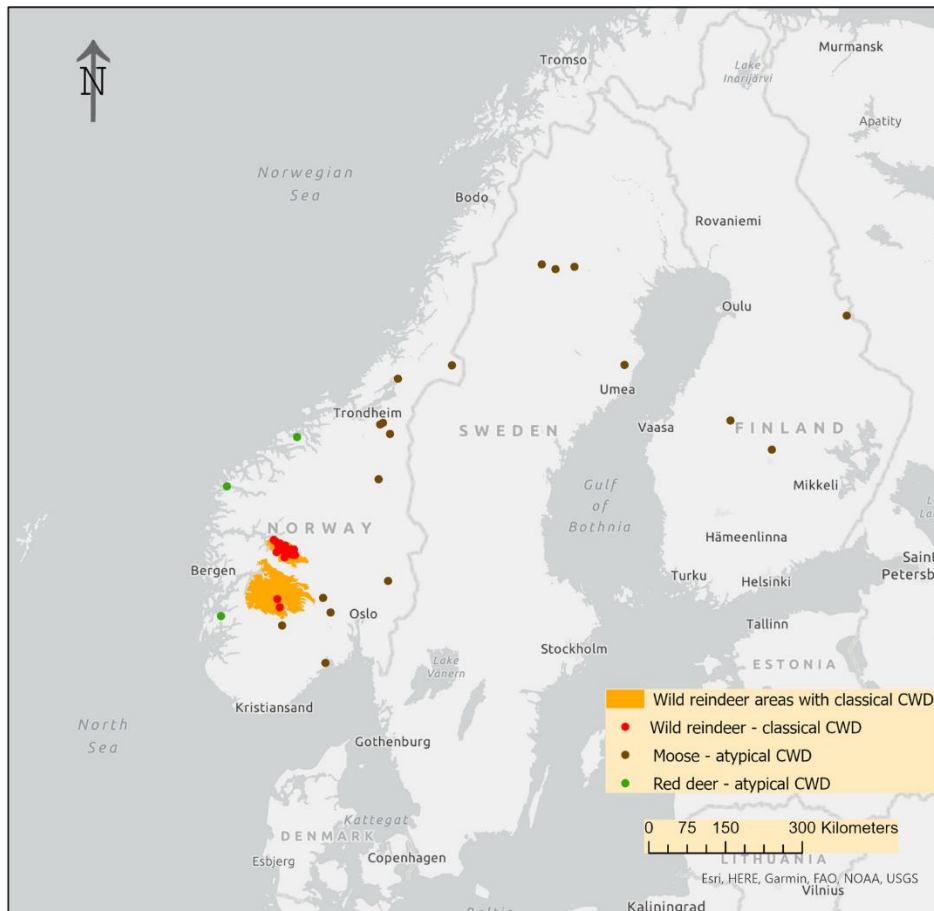 N
Tromso
Murmansk
Lake
Inarijärvi
Apatity
Norwegian
Sea
Bodo
Rovaniemi
Oulu
Trondheim
Umea
SWEDEN
Vaasa
FINLAND
Gulf
of
Bothnia
Mikkeli
NORWAY
Hämeenlinna
Bergen
Saint
Petersb
Turku
Helsinki
Oslo
Tallinn
Stockholm
ESTONIA
Lake
Vanern
Kristiansand
North
Sea
Gothenburg
Wild reindeer areas with classical CWD
Wild reindeer - classical CWD
Moose - atypical CWD
Red deer - atypical CWD
Kattegat
DENMARK
0 75 150 300 Kilometers
Esbjerg
Copenhagen
LITHUANIA
Esri, HERE, Garmin, FAO, NOAA, USGS
Vilnius
Kaliningrad